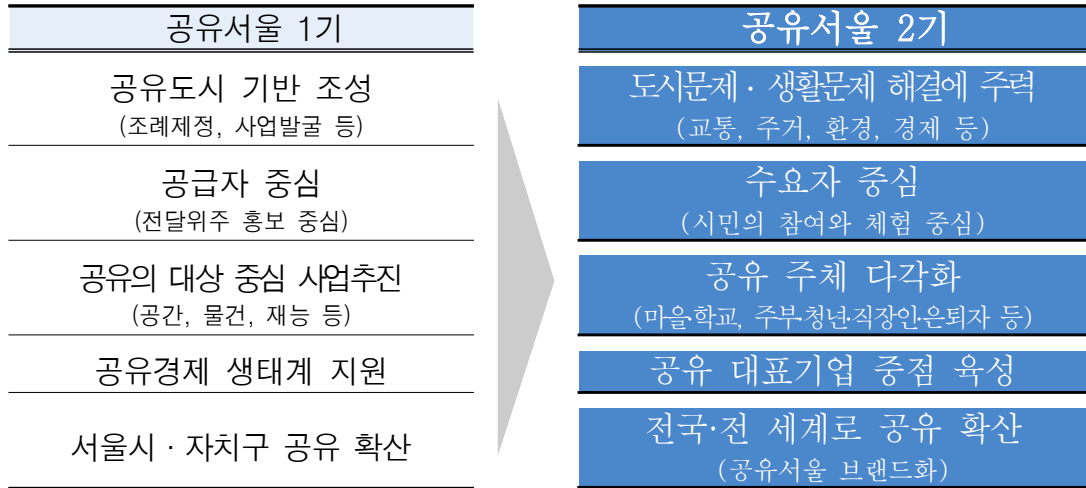 공유서울 1기
공유도시 기반 조성
(조례제정, 사업발굴 등)
공급자 중심
(전달위주 홍보 중심)
공유의 대상 중심 사업추진
(공간, 물건, 재능 등)
공유경제 생태계 지원
서울시 · 자치구 공유 확산
공유서울 2기
도시문제 · 생활문제 해결에 주력
(교통, 주거, 환경, 경제 등)
수요자 중심
(시민의 참여와 체험 중심)
공유 주체 다각화
(마을·학교, 주부·청년·직장인·은퇴자 등)
공유 대표기업 중점 육성
전국·전 세계로 공유 확산
(공유서울 브랜드화)